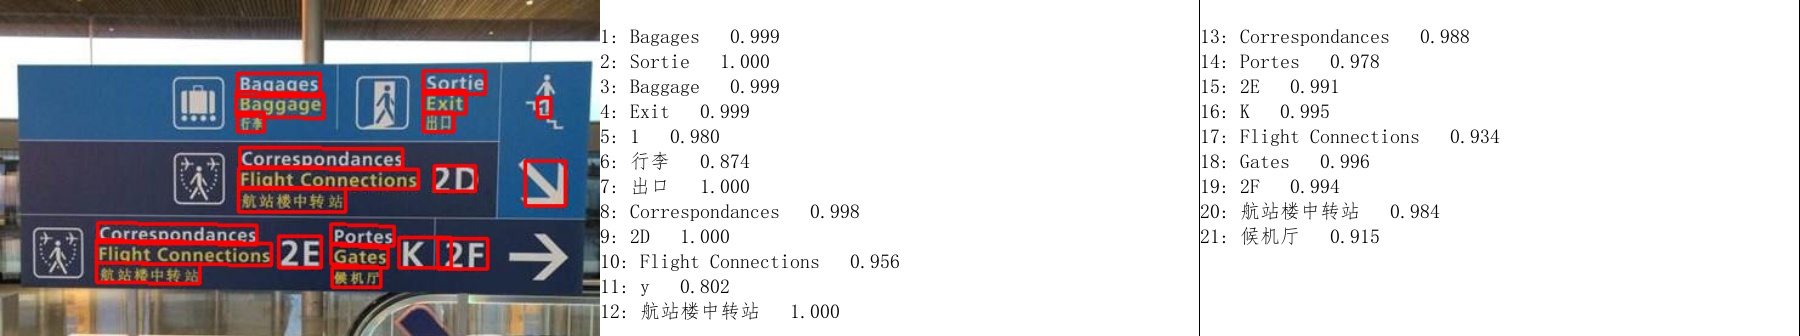 Bagages
Baggage
行李
Sortie
Exit
出口
1
Correspondances
Flight Connections
航站楼中转站
2D
Correspondances
Flight Connections
航站楼中转站
2E
Portes
Gates
候机厅
K
2F
1: Bagages 0.999
2: Sortie 1.000
3: Baggage 0.999
4: Exit 0.999
5: 1 0.980
6: 行李 0.874
7: 出口 1.000
8: Correspondances 0.998
9: 2D 1.000
10: Flight Connections 0.956
11: y 0.802
12: 航站楼中转站 1.000
13: Correspondances 0.988
14: Portes 0.978
15: 2E 0.991
16: K 0.995
17: Flight Connections 0.934
18: Gates 0.996
19: 2F 0.994
20: 航站楼中转站 0.984
21: 候机厅 0.915